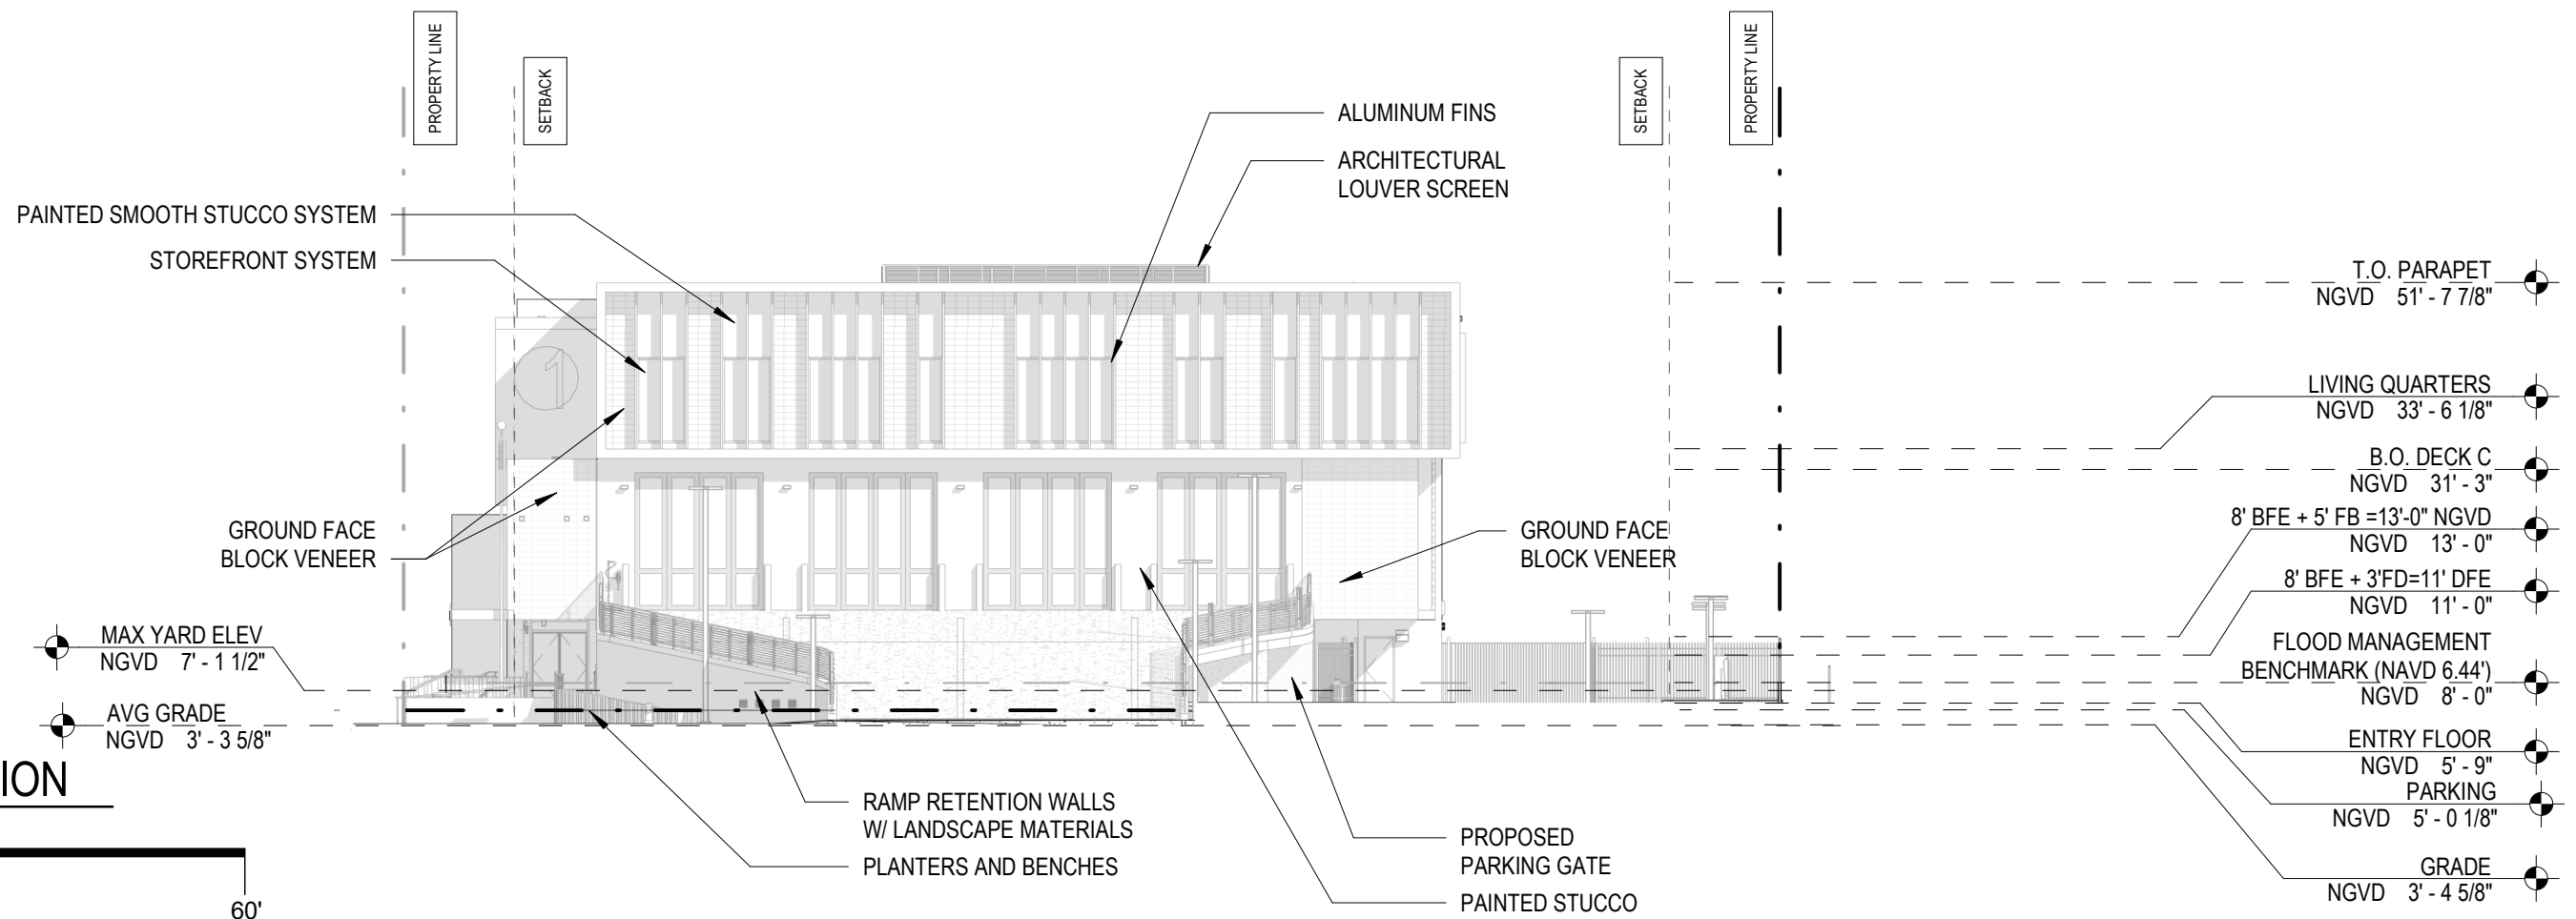 PROPERTY LINE
SETBACK
SETBACK
PROPERTY LINE
ALUMINUM FINS
ARCHITECTURAL
LOUVER SCREEN
PAINTED SMOOTH STUCCO SYSTEM
STOREFRONT SYSTEM
1
GROUND FACE
BLOCK VENEER
GROUND FACE
BLOCK VENEER
T.O. PARAPET
NGVD 51' - 7 7/8"
LIVING QUARTERS
NGVD 33' - 6 1/8"
B.O. DECK C
NGVD 31' - 3"
8' BFE + 5' FB =13'-0" NGVD
NGVD 13' - 0"
8' BFE + 3'FD=11' DFE
NGVD 11' - 0"
FLOOD MANAGEMENT
BENCHMARK (NAVD 6.44')
NGVD 8' - 0"
ENTRY FLOOR
NGVD 5' - 9"
PARKING
NGVD 5' - 0 1/8"
GRADE
NGVD 3' - 4 5/8"
MAX YARD ELEV
NGVD 7' - 1 1/2"
AVG GRADE
NGVD 3' - 3 5/8"
ION
60'
RAMP RETENTION WALLS
W/ LANDSCAPE MATERIALS
PLANTERS AND BENCHES
PROPOSED
PARKING GATE
PAINTED STUCCO